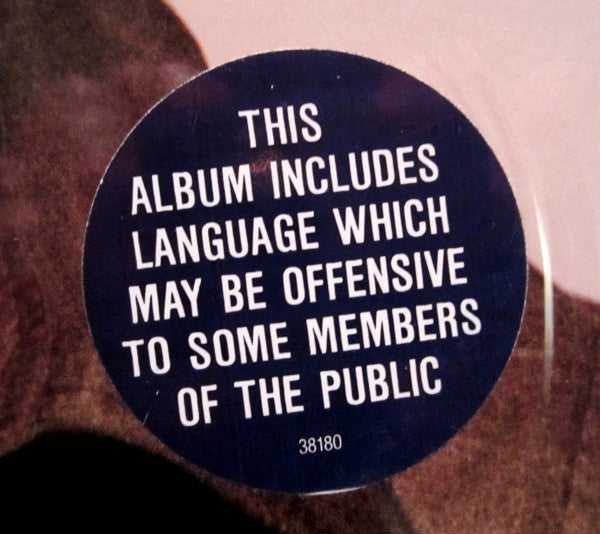 THIS
ALBUM INCLUDES
LANGUAGE WHICH
MAY BE OFFENSIVE
TO SOME MEMBERS
OF THE PUBLIC
38180